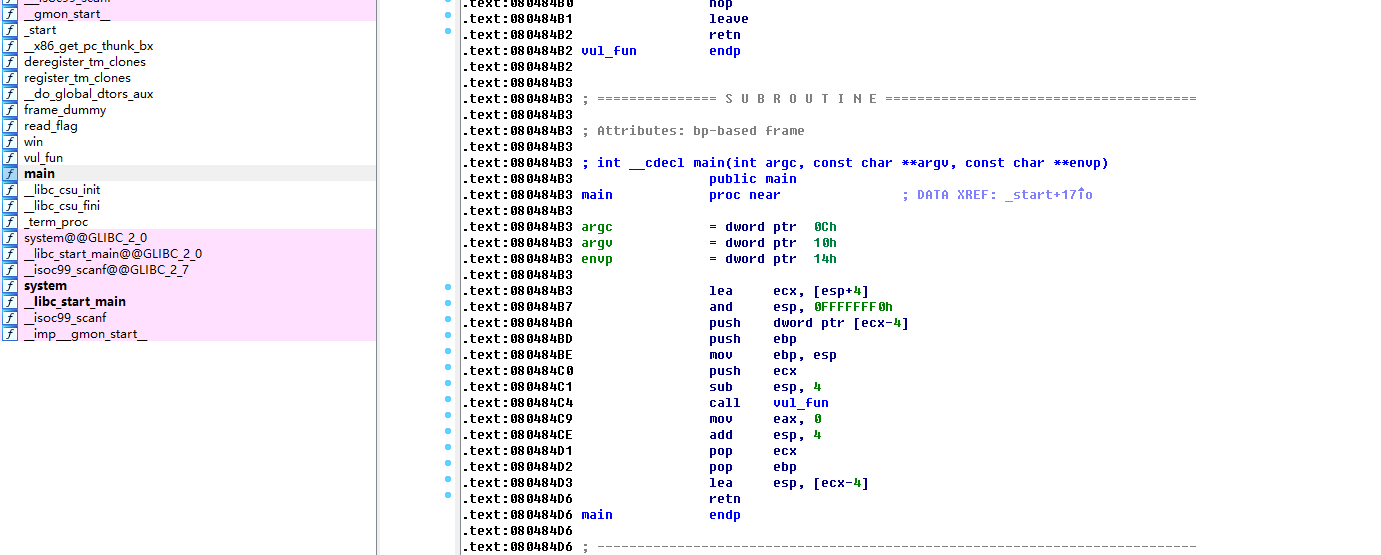 __isoc99_scanf
__gmon_start__
_start
__x86_get_pc_thunk_bx
deregister_tm_clones
register_tm_clones
__do_global_dtors_aux
frame_dummy
read_flag
win
vul_fun
main
__libc_csu_init
__libc_csu_fini
_term_proc
system@@GLIBC_2_0
__libc_start_main@@GLIBC_2_0
__isoc99_scanf@@GLIBC_2_7
system
__libc_start_main
__isoc99_scanf
__imp___gmon_start__
.text:080484B0 nop
.text:080484B1 leave
.text:080484B2 retn
.text:080484B2 vul_fun endp
.text:080484B2
.text:080484B3
.text:080484B3 ; =============== S U B R O U T I N E =======================================
.text:080484B3
.text:080484B3 ; Attributes: bp-based frame
.text:080484B3
.text:080484B3 ; int __cdecl main(int argc, const char **argv, const char **envp)
.text:080484B3 public main
.text:080484B3 main proc near ; DATA XREF: _start+17↑o
.text:080484B3
.text:080484B3 argc = dword ptr 0Ch
.text:080484B3 argv = dword ptr 10h
.text:080484B3 envp = dword ptr 14h
.text:080484B3
.text:080484B3 lea ecx, [esp+4]
.text:080484B7 and esp, 0FFFFFFF0h
.text:080484BA push dword ptr [ecx-4]
.text:080484BD push ebp
.text:080484BE mov ebp, esp
.text:080484C0 push ecx
.text:080484C1 sub esp, 4
.text:080484C4 call vul_fun
.text:080484C9 mov eax, 0
.text:080484CE add esp, 4
.text:080484D1 pop ecx
.text:080484D2 pop ebp
.text:080484D3 lea esp, [ecx-4]
.text:080484D6 retn
.text:080484D6 main endp
.text:080484D6
.text:080484D6 ; ---------------------------------------------------------------------------